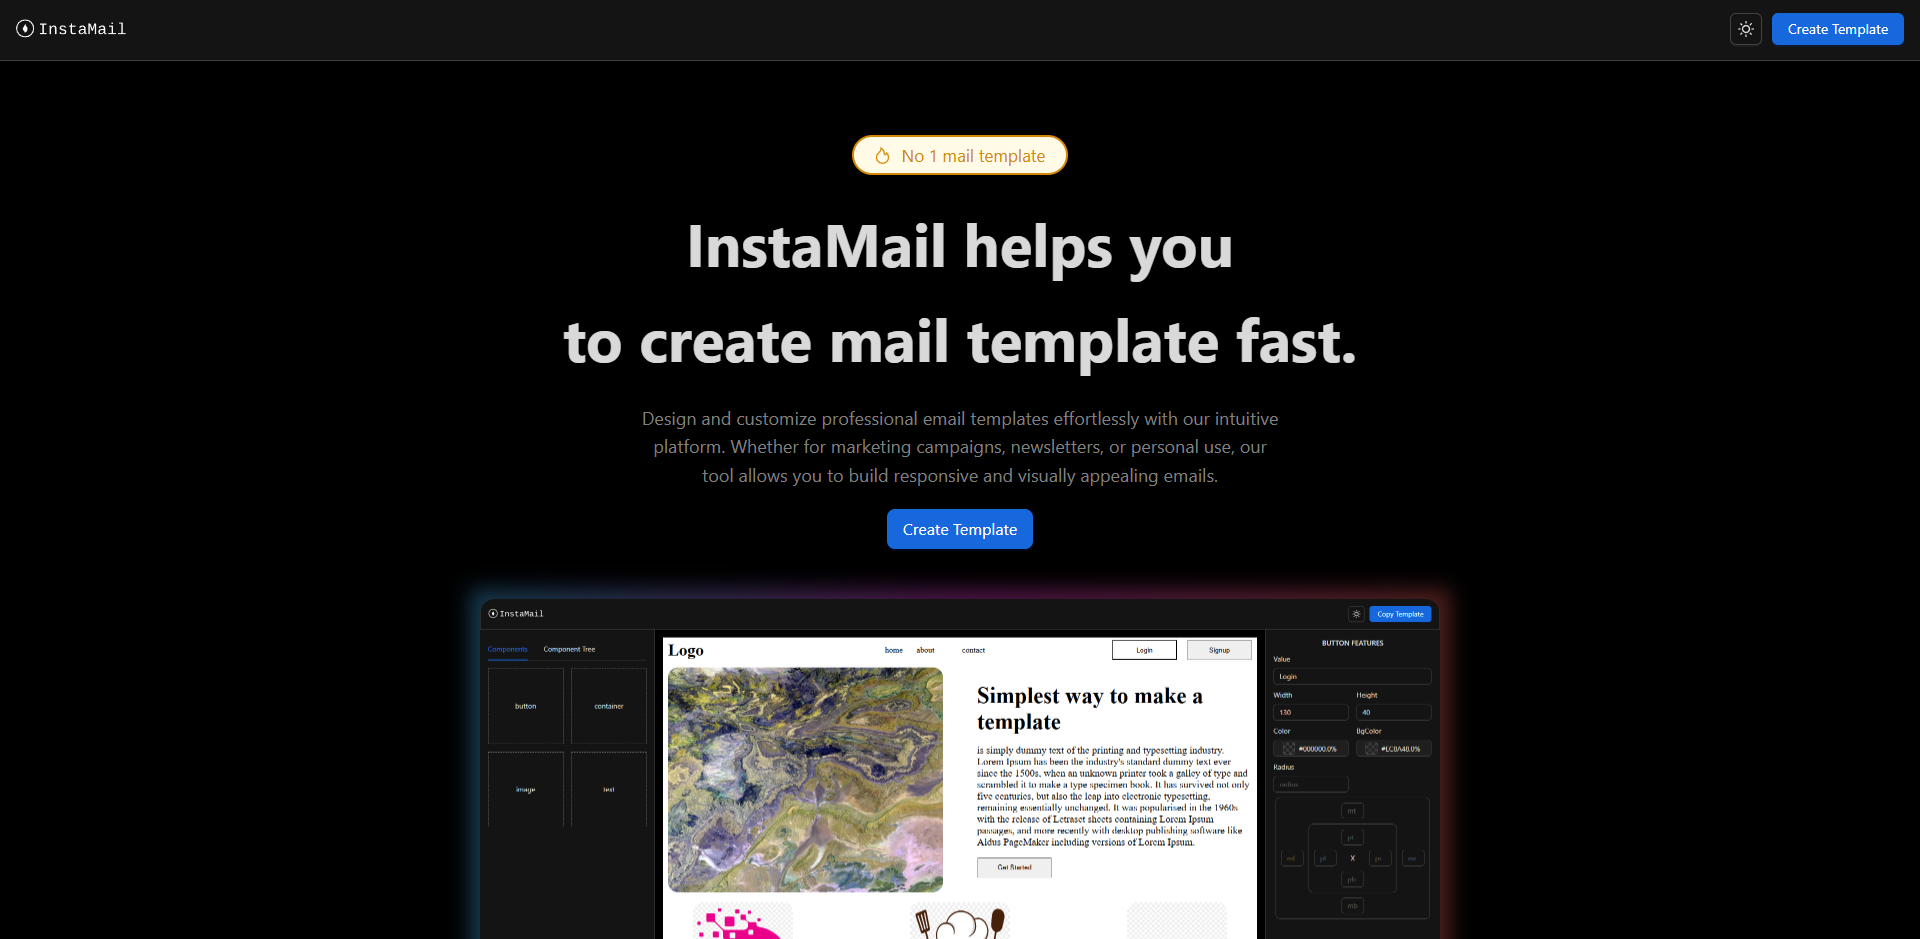 InstaMail
Create Template
No 1 mail template
InstaMail helps you
to create mail template fast.
Design and customize professional email templates effortlessly with our intuitive
platform. Whether for marketing campaigns, newsletters, or personal use, our
tool allows you to build responsive and visually appealing emails.
Create Template
InstaMail
Copy Template
Components Component Tree
button container
image text
Logo home about contact Login Signup
Simplest way to make a
template
is simply dummy text of the printing and typesetting industry.
Lorem Ipsum has been the industry's standard dummy text ever
since the 1500s, when an unknown printer took a galley of type and
scrambled it to make a type specimen book. It has survived not only
five centuries, but also the leap into electronic typesetting,
remaining essentially unchanged. It was popularised in the 1960s
with the release of Letraset sheets containing Lorem Ipsum
passages, and more recently with desktop publishing software like
Aldus PageMaker including versions of Lorem Ipsum.
Get Started
BUTTON FEATURES
Value
Login
Width Height
130 40
Color BgColor
#000000.0%
Radius
radius
mt
pt
X
mb